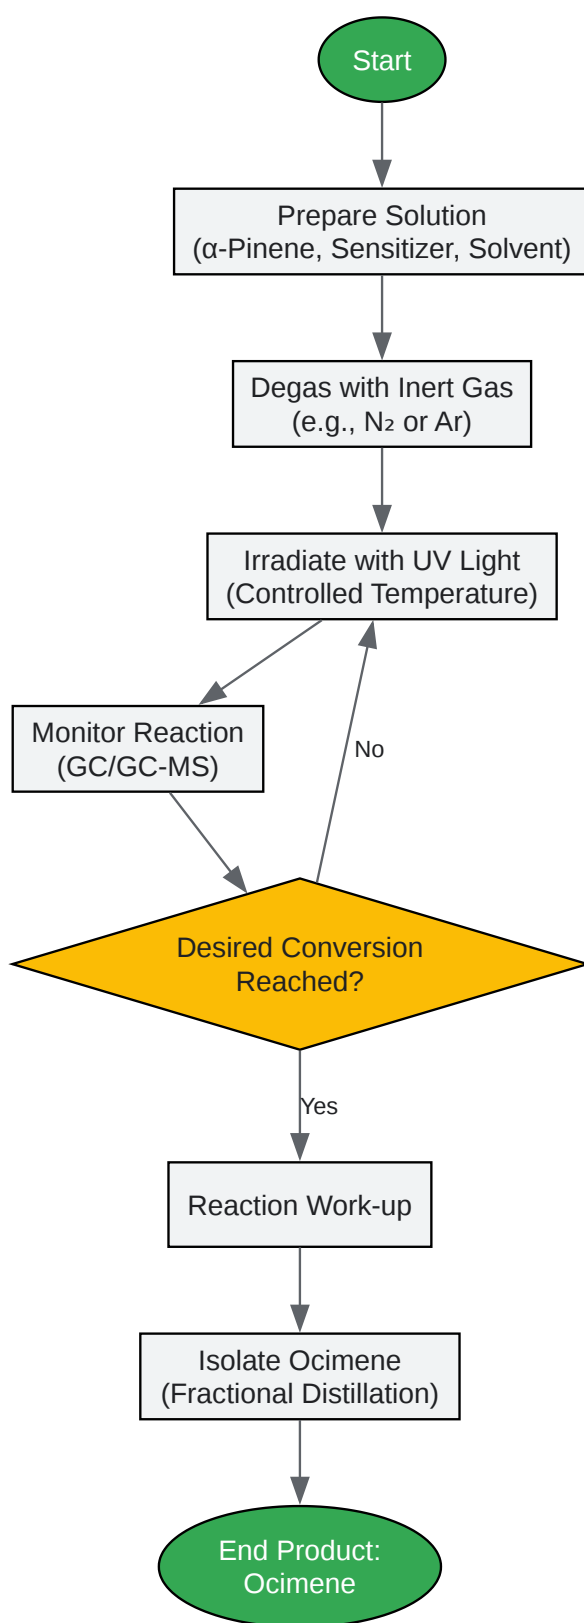 Start
Prepare Solution
(α-Pinene, Sensitizer, Solvent)
Degas with Inert Gas
(e.g., N₂ or Ar)
Irradiate with UV Light
(Controlled Temperature)
Monitor Reaction
(GC/GC-MS)
No
Desired Conversion
Reached?
Yes
Reaction Work-up
Isolate Ocimene
(Fractional Distillation)
End Product:
Ocimene